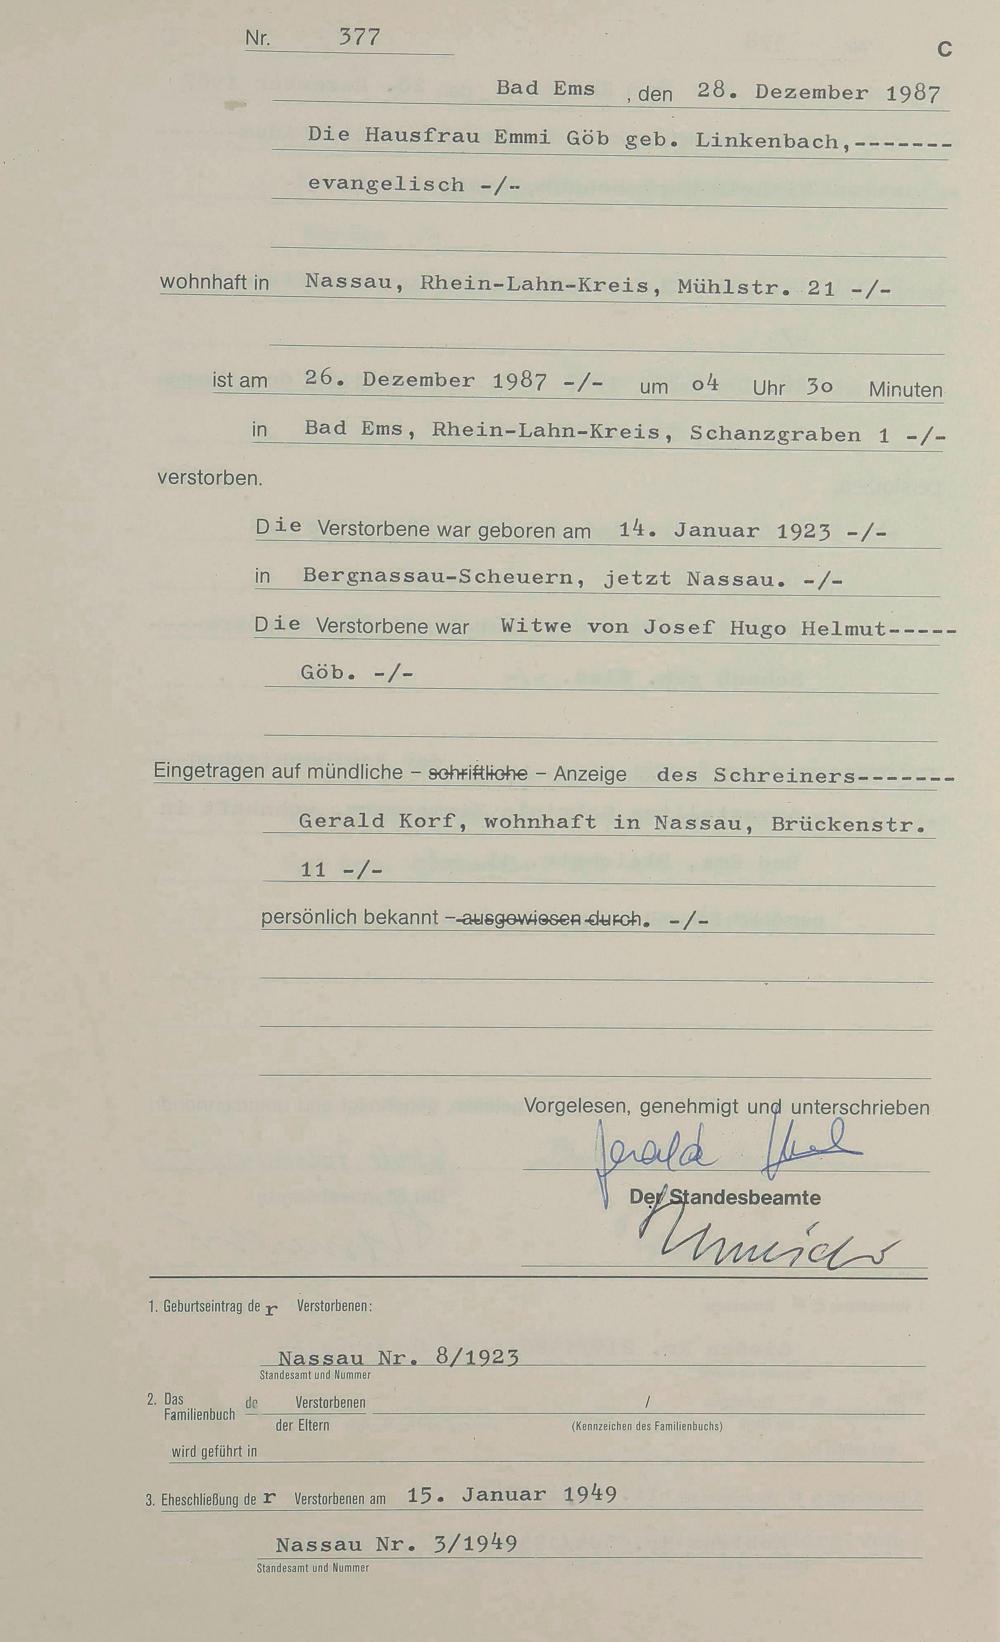 Nr. 377
C
Bad Ems , den 28. Dezember 1987
Die Hausfrau Emmi Göb geb. Linkenbach,-------
evangelisch -/-
wohnhaft in Nassau, Rhein-Lahn-Kreis, Mühlstr. 21 -/-
ist am 26. Dezember 1987 -/- um o4 Uhr 3o Minuten
in Bad Ems, Rhein-Lahn-Kreis, Schanzgraben 1 -/-
verstorben.
Die Verstorbene war geboren am 14. Januar 1923 -/-
in Bergnassau-Scheuern, jetzt Nassau. -/-
Die Verstorbene war Witwe von Josef Hugo Helmut-----
Göb. -/-
Eingetragen auf mündliche – schriftliche – Anzeige des Schreiners-------
Gerald Korf, wohnhaft in Nassau, Brückenstr.
11 -/-
persönlich bekannt – ausgewiesen durch. -/-
Vorgelesen, genehmigt und unterschrieben
Gerald
Der Standesbeamte
1. Geburtseintrag der Verstorbenen:
Nassau Nr. 8/1923
Standesamt und Nummer
2. Das Familienbuch de Verstorbenen /
der Eltern (Kennzeichen des Familienbuchs)
wird geführt in
3. Eheschließung der Verstorbenen am 15. Januar 1949
Nassau Nr. 3/1949
Standesamt und Nummer